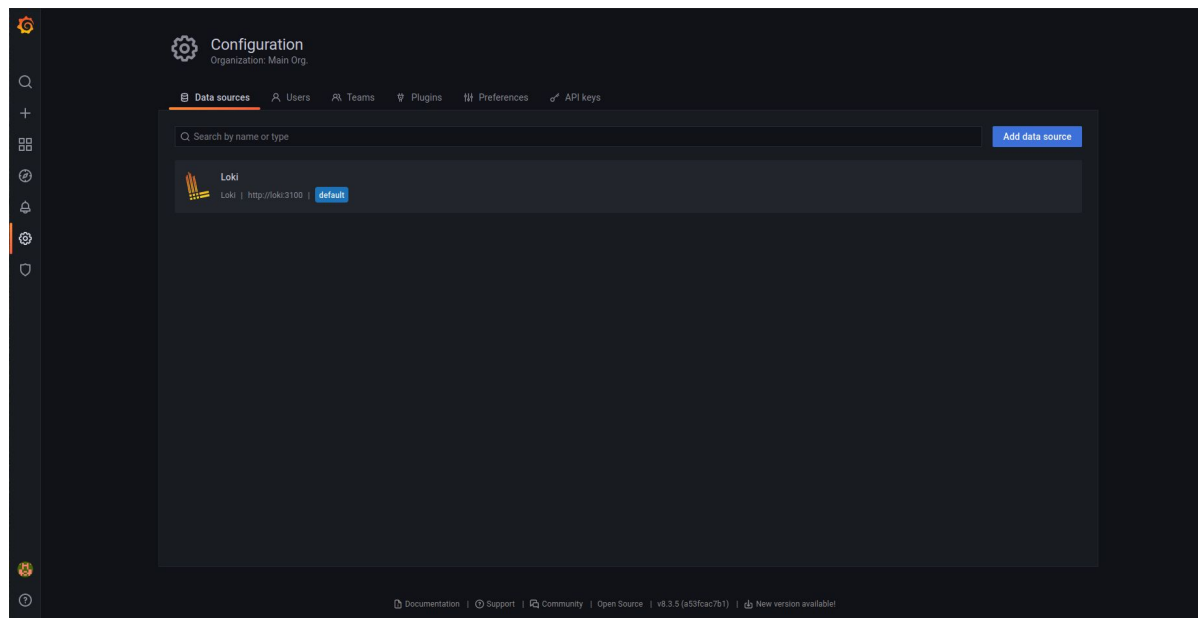 Configuration
Organization: Main Org.
Data sources Users Teams Plugins Preferences API keys
Search by name or type Add data source
Loki
Loki | http://loki:3100 | default
Documentation | Support | Community | Open Source | v8.3.5 (a53fcac7b1) | New version available!